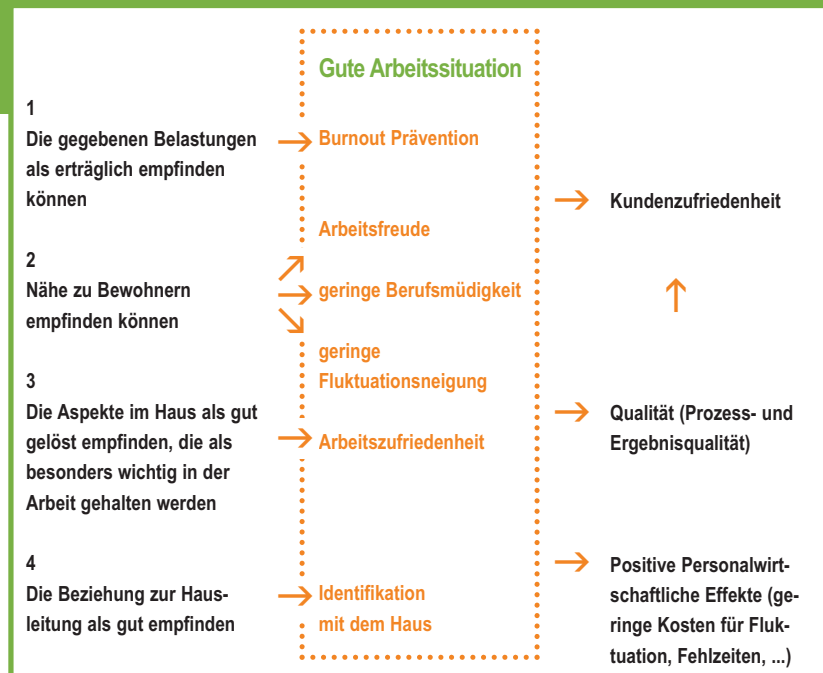 1
Die gegebenen Belastungen
als erträglich empfinden
können
2
Nähe zu Bewohnern
empfinden können
3
Die Aspekte im Haus als gut
gelöst empfinden, die als
besonders wichtig in der
Arbeit gehalten werden
4
Die Beziehung zur Haus-
leitung als gut empfinden
Gute Arbeitssituation
Burnout Prävention
Arbeitsfreude
geringe Berufsmüdigkeit
geringe
Fluktuationsneigung
Arbeitszufriedenheit
Identifikation
mit dem Haus
Kundenzufriedenheit
Qualität (Prozess- und
Ergebnisqualität)
Positive Personalwirt-
schaftliche Effekte (ge-
ringe Kosten für Fluk-
tuation, Fehlzeiten, ...)